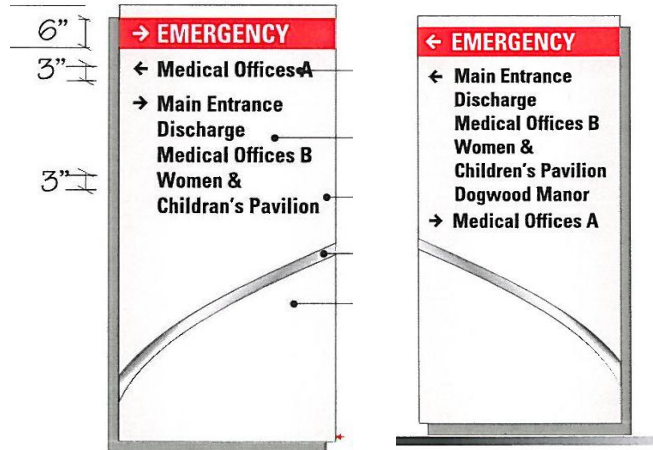 6"
→ EMERGENCY
3"
← Medical Offices A
→ Main Entrance
Discharge
Medical Offices B
3"
Women &
Childran's Pavilion
← EMERGENCY
← Main Entrance
Discharge
Medical Offices B
Women &
Children's Pavilion
Dogwood Manor
→ Medical Offices A